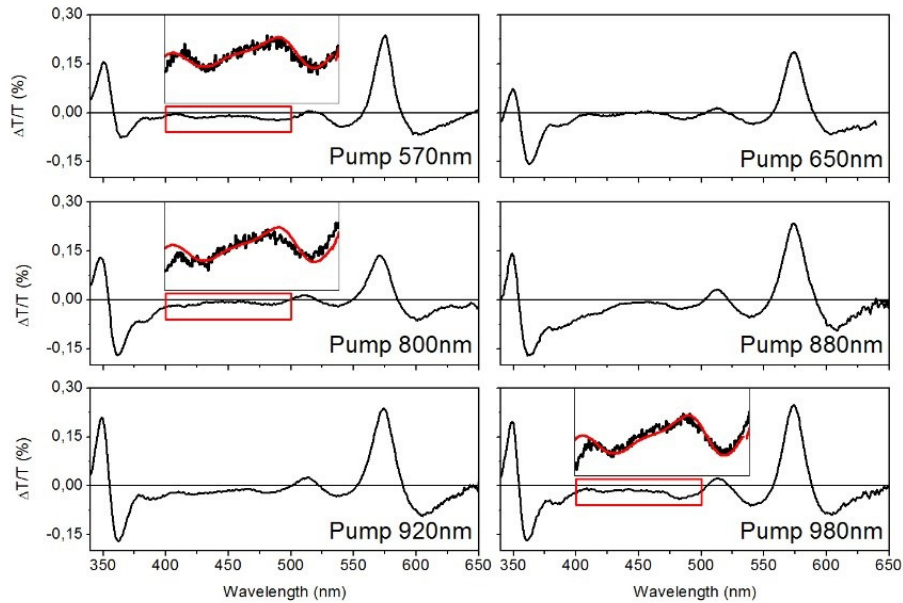 0,30
0,15
0,00
-0,15
ΔT/T (%)
Pump 570nm
Pump 650nm
0,30
0,15
0,00
-0,15
ΔT/T (%)
Pump 800nm
Pump 880nm
0,30
0,15
0,00
-0,15
ΔT/T (%)
Pump 920nm
Pump 980nm
350 400 450 500 550 600 650
350 400 450 500 550 600 650
Wavelength (nm)
Wavelength (nm)